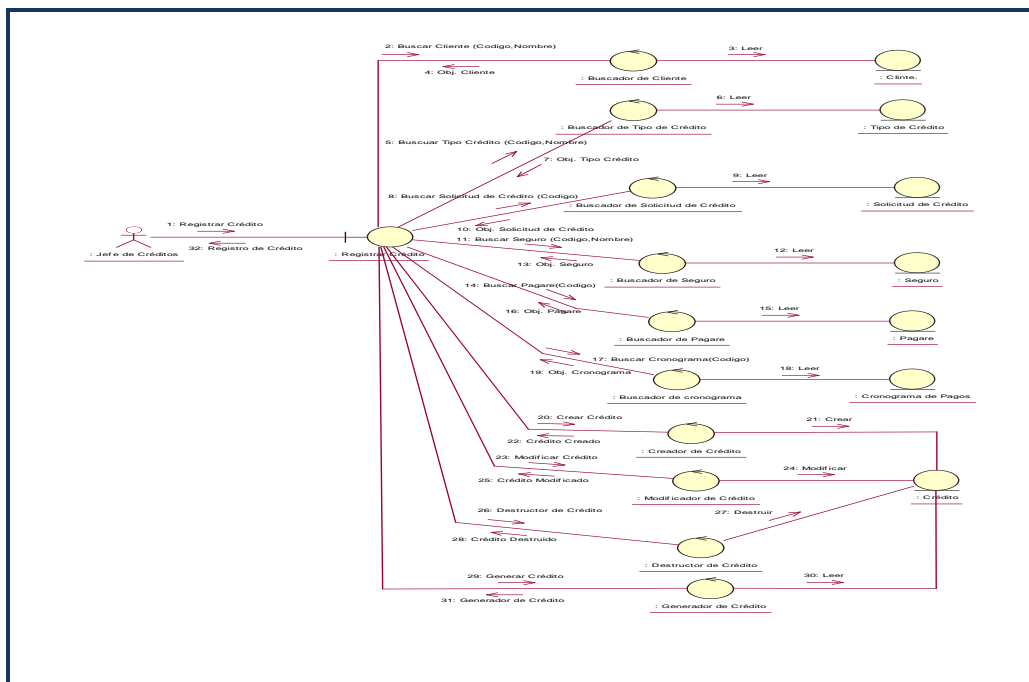 2: Buscar Cliente (Codigo,Nombre)
3: Leer
4: Obj. Cliente
: Buscador de Cliente
: Clinte.
6: Leer
: Buscador de Tipo de Crédito
: Tipo de Crédito
5: Buscuar Tipo Crédito (Codigo,Nombre)
7: Obj. Tipo Crédito
9: Leer
8: Buscar Solicitud de Crédito (Codigo)
: Buscador de Solicitud de Crédito
: Solicitud de Crédito
1: Registrar Crédito
10: Obj. Solicitud de Crédito
11: Buscar Seguro (Codigo,Nombre)
32: Registro de Crédito
: Jefe de Créditos
: Registrar Crédito
12: Leer
13: Obj. Seguro
: Buscador de Seguro
: Seguro
14: Buscar Pagare(Codigo)
15: Leer
16: Obj. Pagare
: Buscador de Pagare
: Pagare
17: Buscar Cronograma(Codigo)
18: Leer
19: Obj. Cronograma
: Buscador de cronograma
: Cronograma de Pagos
20: Crear Crédito
21: Crear
22: Crédito Creado
: Creador de Crédito
23: Modificar Crédito
24: Modificar
25: Crédito Modificado
: Modificador de Crédito
: Crédito
26: Destructor de Crédito
27: Destruir
28: Crédito Destruido
: Destructor de Crédito
29: Generar Crédito
30: Leer
31: Generador de Crédito
: Generador de Crédito